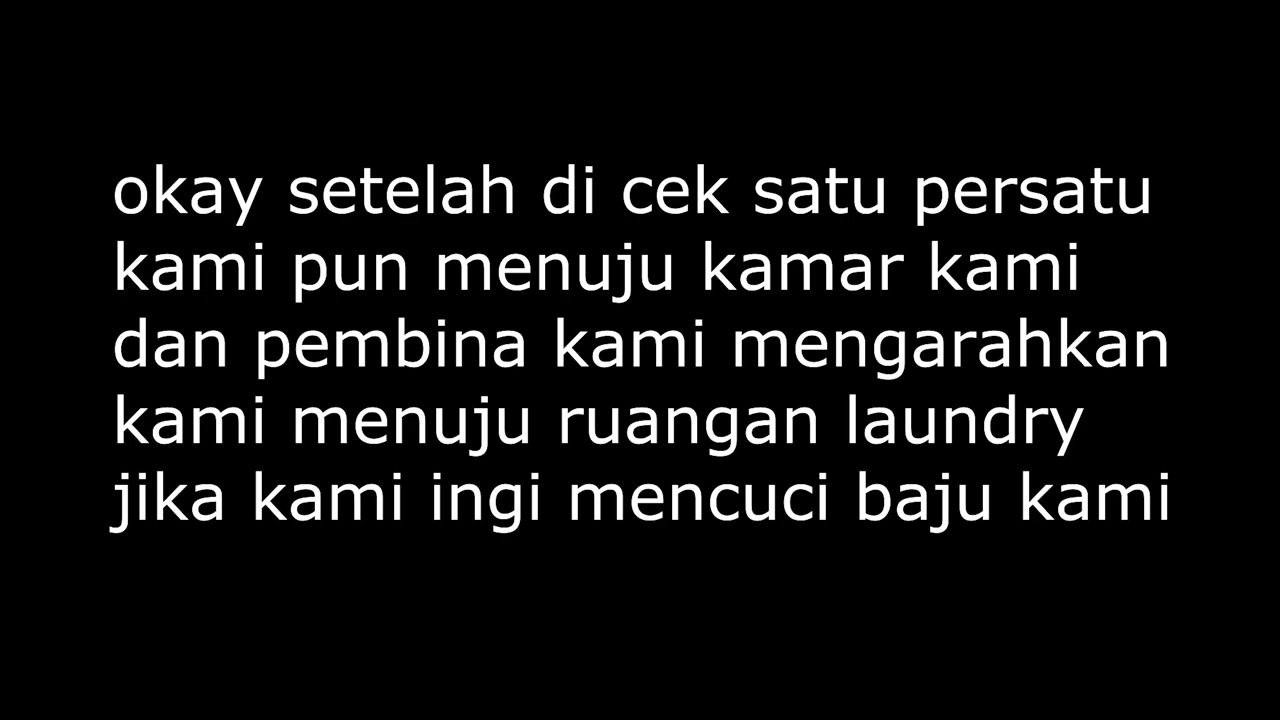 okay setelah di cek satu persatu
kami pun menuju kamar kami
dan pembina kami mengarahkan
kami menuju ruangan laundry
jika kami ingi mencuci baju kami